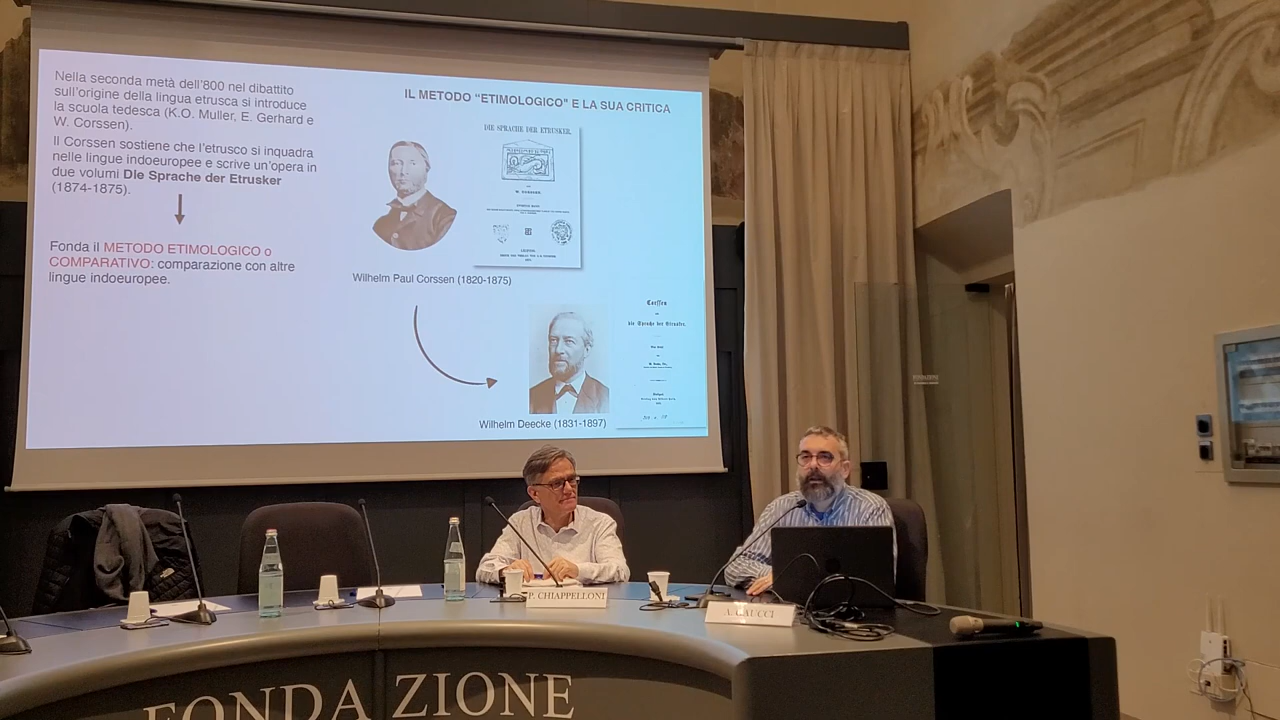 Nella seconda metà dell'800 nel dibattito
sull'origine della lingua etrusca si introduce
la scuola tedesca (K.O. Muller, E. Gerhard e
W. Corssen).
Il Corssen sostiene che l'etrusco si inquadra
nelle lingue indoeuropee e scrive un'opera in
due volumi Die Sprache der Etrusker
(1874-1875).
Fonda il METODO ETIMOLOGICO o
COMPARATIVO: comparazione con altre
lingue indoeuropee.
IL METODO "ETIMOLOGICO" E LA SUA CRITICA
DIE SPRACHE DER ETRUSKER.
W. CORSSEN.
Wilhelm Paul Corssen (1820-1875)
Corssen
die Sprache der Etrusker.
Wilhelm Deecke (1831-1897)
FONDAZIONE
P. CHIAPPELLONI
A. GAUCCI
FONDAZIONE